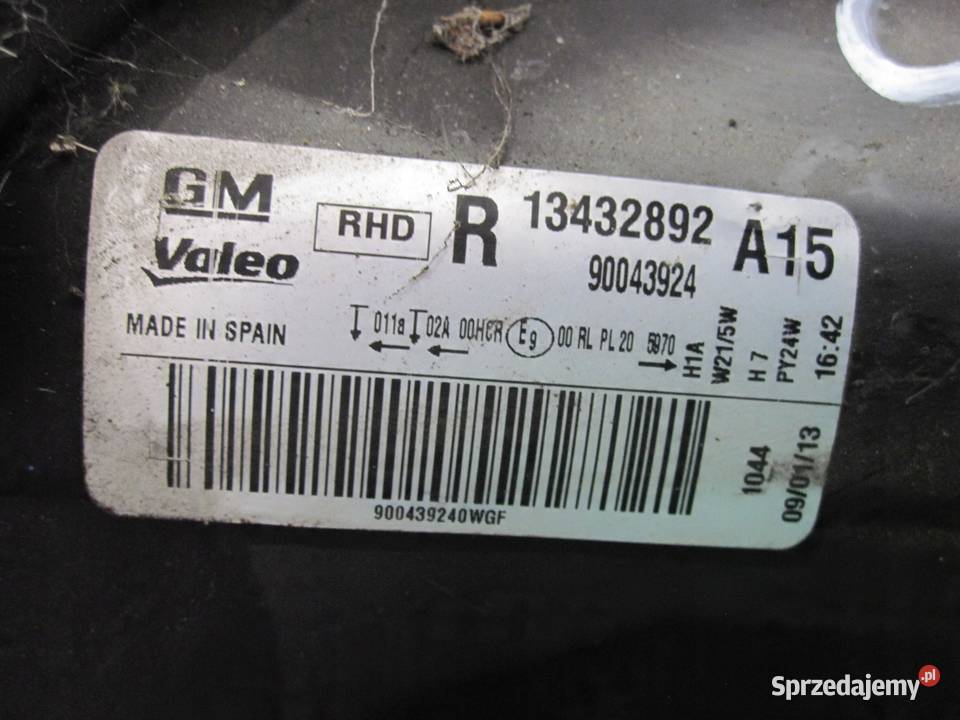 GM
Valeo
RHD
R
13432892
90043924
A15
MADE IN SPAIN
011a 02A 00HCR E9 00 RL PL 20 5970
H1A
W21/5W
H7
PY24W
16:42
1044
09/01/13
900439240WGF
Sprzedajemy.pl